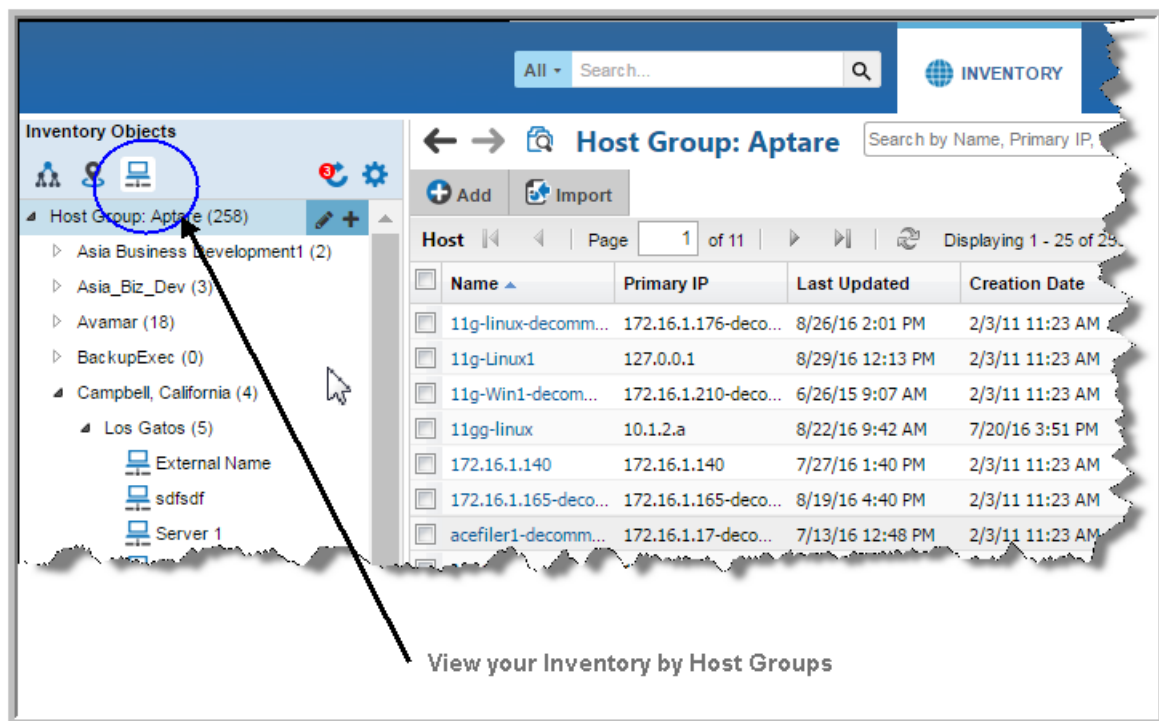 All Search... INVENTORY
Inventory Objects
3
Host Group: Aptare (258)
Asia Business Development1 (2)
Asia_Biz_Dev (3)
Avamar (18)
BackupExec (0)
Campbell, California (4)
Los Gatos (5)
External Name
sdfsdf
Server 1
Host Group: Aptare Search by Name, Primary IP,
Add Import
Host Page 1 of 11 Displaying 1 - 25 of
Name Primary IP Last Updated Creation Date
11g-linux-decomm... 172.16.1.176-deco... 8/26/16 2:01 PM 2/3/11 11:23 AM
11g-Linux1 127.0.0.1 8/29/16 12:13 PM 2/3/11 11:23 AM
11g-Win1-decom... 172.16.1.210-deco... 6/26/15 9:07 AM 2/3/11 11:23 AM
11gg-linux 10.1.2.a 8/22/16 9:42 AM 7/20/16 3:51 PM
172.16.1.140 172.16.1.140 7/27/16 1:40 PM 2/3/11 11:23 AM
172.16.1.165-deco... 172.16.1.165-deco... 8/19/16 4:40 PM 2/3/11 11:23 AM
acefiler1-decomm... 172.16.1.17-deco... 7/13/16 12:48 PM 2/3/11 11:23 AM
View your Inventory by Host Groups